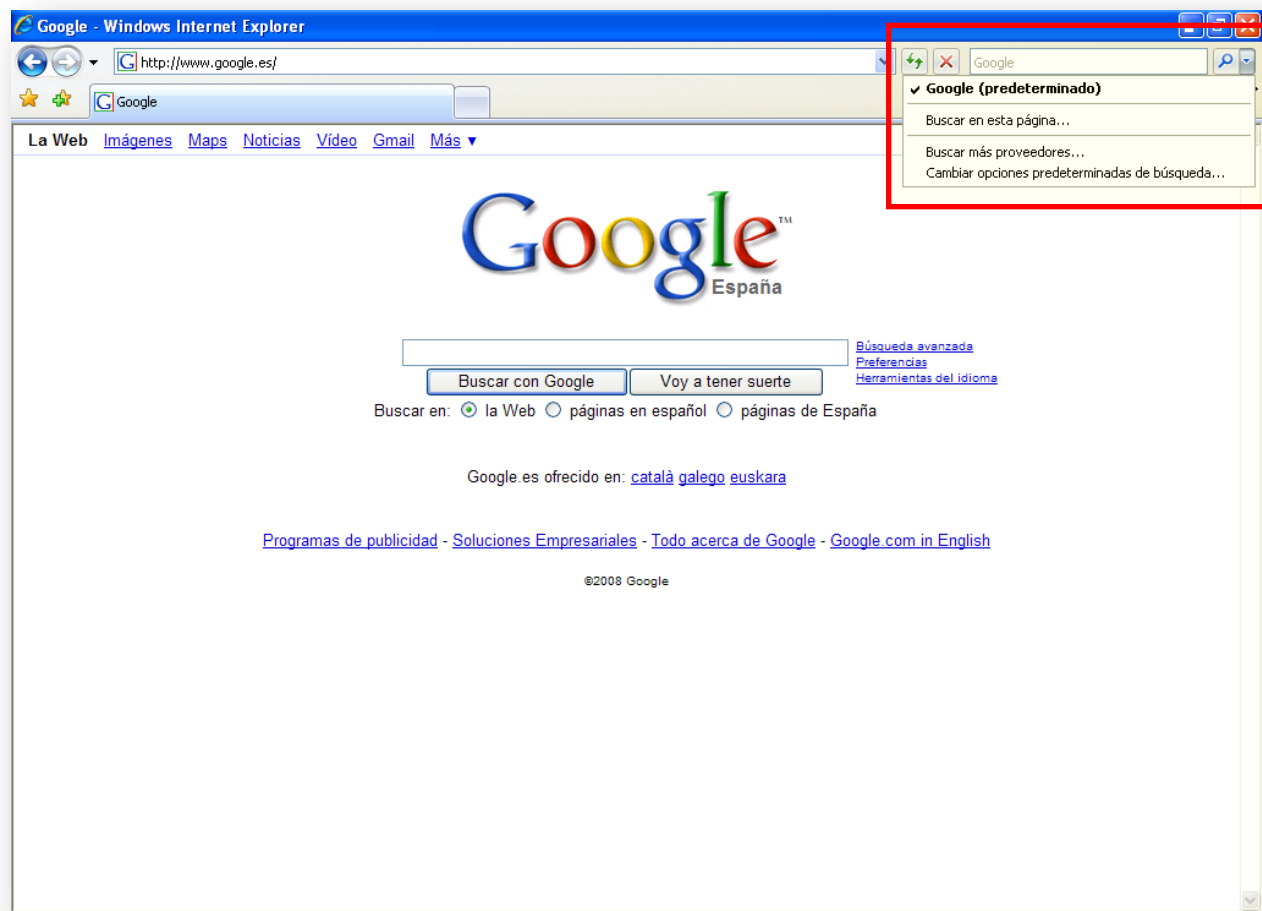 Google - Windows Internet Explorer
http://www.google.es/
Google
Google
Google (predeterminado)
Buscar en esta página...
Buscar más proveedores...
Cambiar opciones predeterminadas de búsqueda...
La Web Imágenes Maps Noticias Vídeo Gmail Más ▼
Google™
España
Búsqueda avanzada
Preferencias
Herramientas del idioma
Buscar con Google Voy a tener suerte
Buscar en: la Web páginas en español páginas de España
Google.es ofrecido en: català galego euskara
Programas de publicidad - Soluciones Empresariales - Todo acerca de Google - Google.com in English
©2008 Google